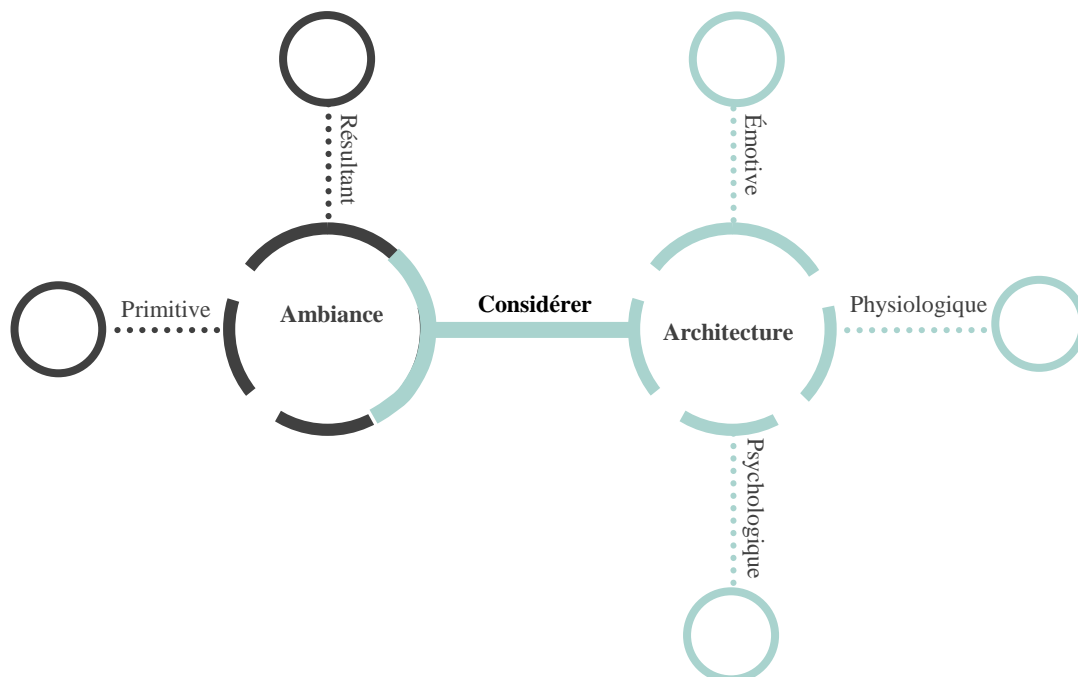 Résultant
Émotive
Primitive
Ambiance
Considérer
Architecture
Physiologique
Psychologique